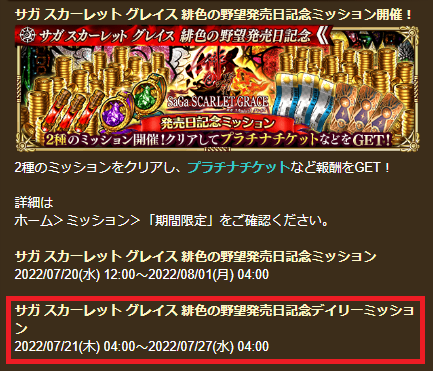 サガ スカーレット グレイス 緋色の野望発売日記念ミッション開催！
サガ スカーレット グレイス 緋色の野望発売日記念
SaGa SCARLET GRACE
発売日記念ミッション
2種のミッション開催！クリアしてプラチナチケットなどをGET！
2種のミッションをクリアし、プラチナチケットなど報酬をGET！
詳細は
ホーム＞ミッション＞「期間限定」をご確認ください。
サガ スカーレット グレイス 緋色の野望発売日記念ミッション
2022/07/20(水) 12:00～2022/08/01(月) 04:00
サガ スカーレット グレイス 緋色の野望発売日記念デイリーミッショ
ン
2022/07/21(木) 04:00～2022/07/27(水) 04:00